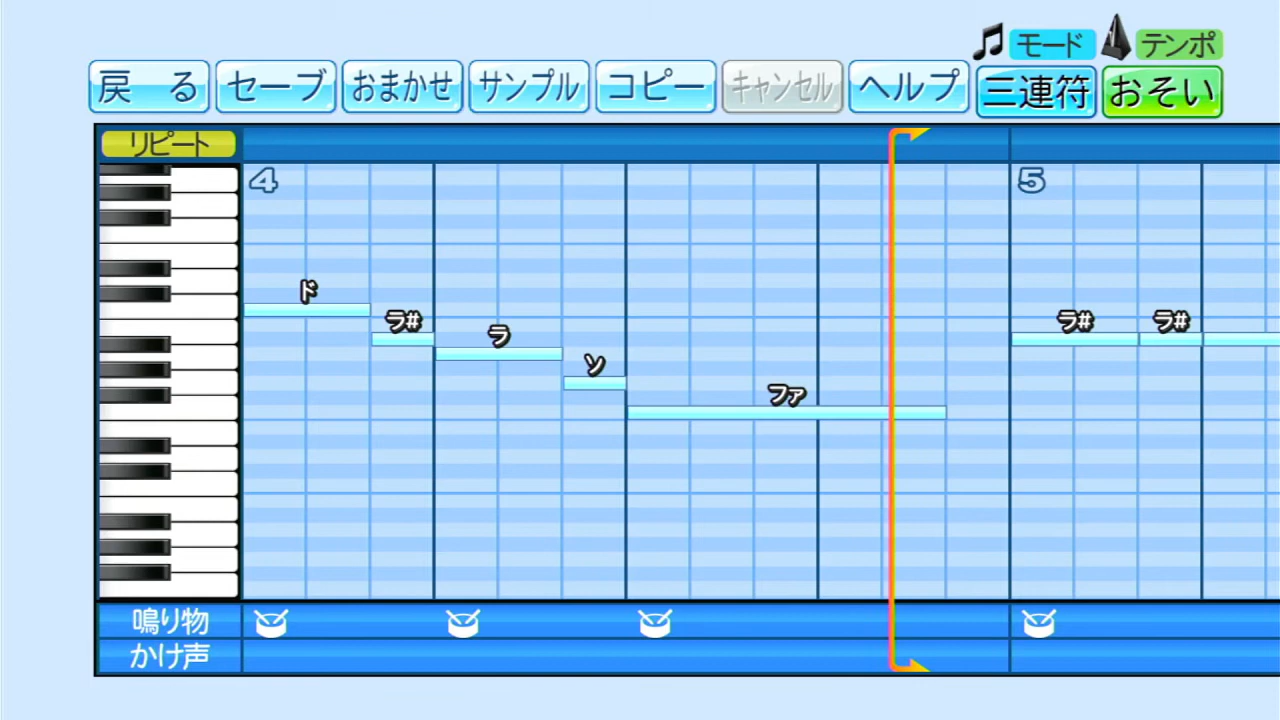 モード テンポ
戻 る セーブ おまかせ サンプル コピー キャンセル ヘルプ 三連符 おそい
リピート
4 5
ド
ラ# ラ# ラ#
ラ
ソ
ファ
鳴り物
かけ声